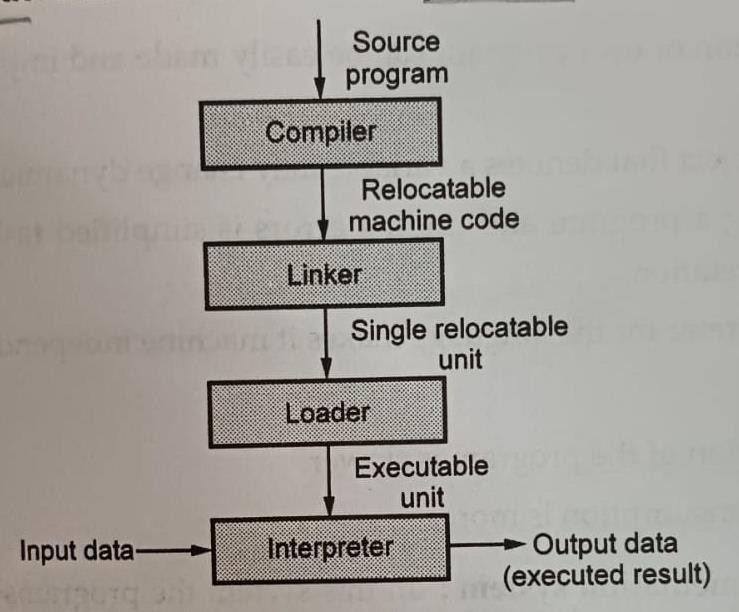 Source
program
Compiler
Relocatable
machine code
Linker
Single relocatable
unit
Loader
Executable
unit
Input data
Interpreter
Output data
(executed result)